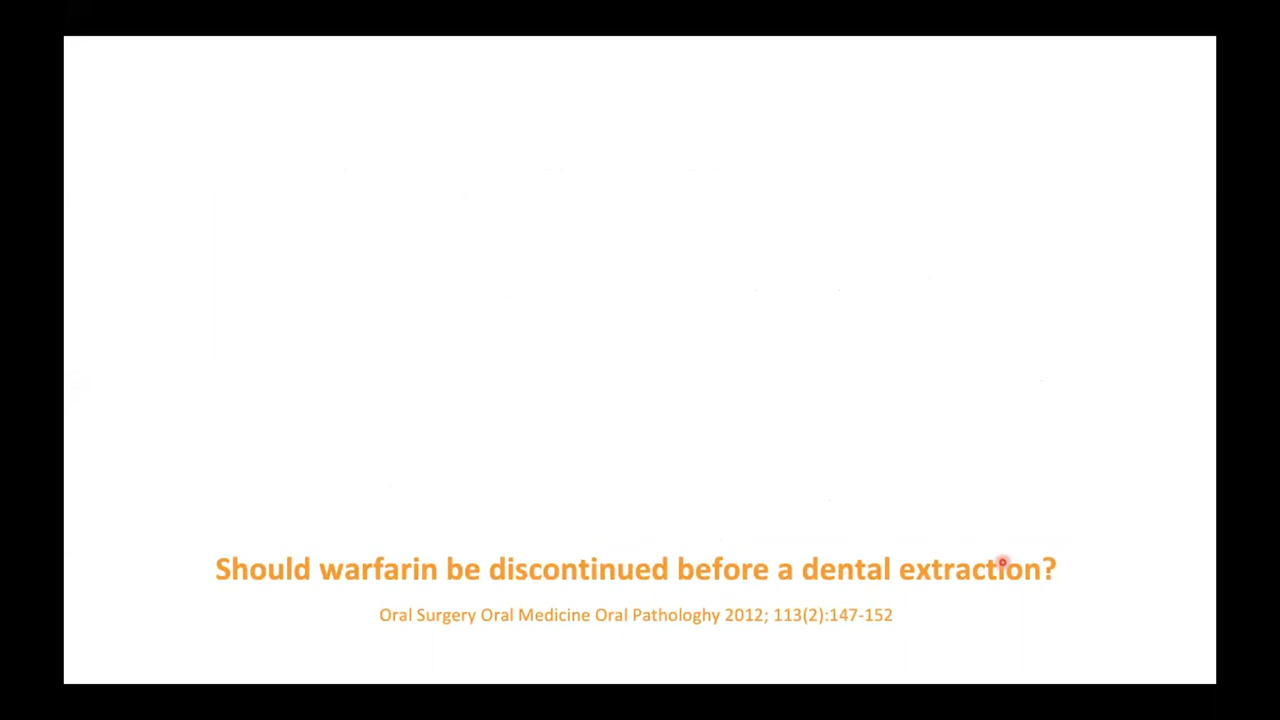 Should warfarin be discontinued before a dental extraction?
Oral Surgery Oral Medicine Oral Pathologhy 2012; 113(2):147-152